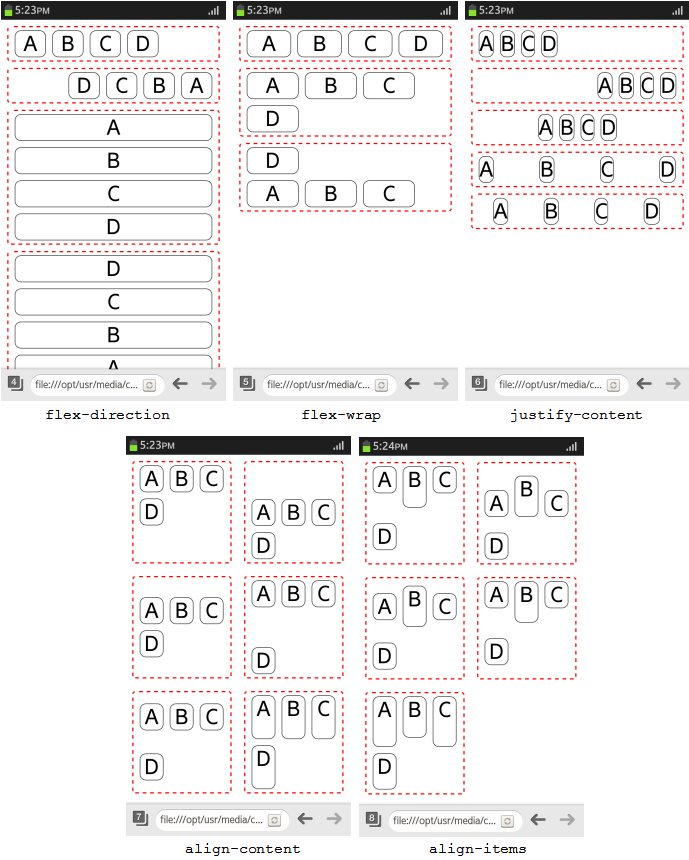 5:23PM
A B C D
D C B A
A
B
C
D
D
C
B
A
4 file:///opt/usr/media/c...
flex-direction
5:23PM
A B C D
A B C
D
D
A B C
5 file:///opt/usr/media/c...
flex-wrap
5:23PM
A B C D
A B C D
A B C D
A B C D
A B C D
6 file:///opt/usr/media/c...
justify-content
5:23PM
A B C
D
A B C
D
A B C
D
A B C
D
A B C
D
A B C
D
7 file:///opt/usr/media/c...
align-content
5:24PM
A B C
D
A B C
D
A B C
D
A B C
D
A B C
D
8 file:///opt/usr/media/c...
align-items